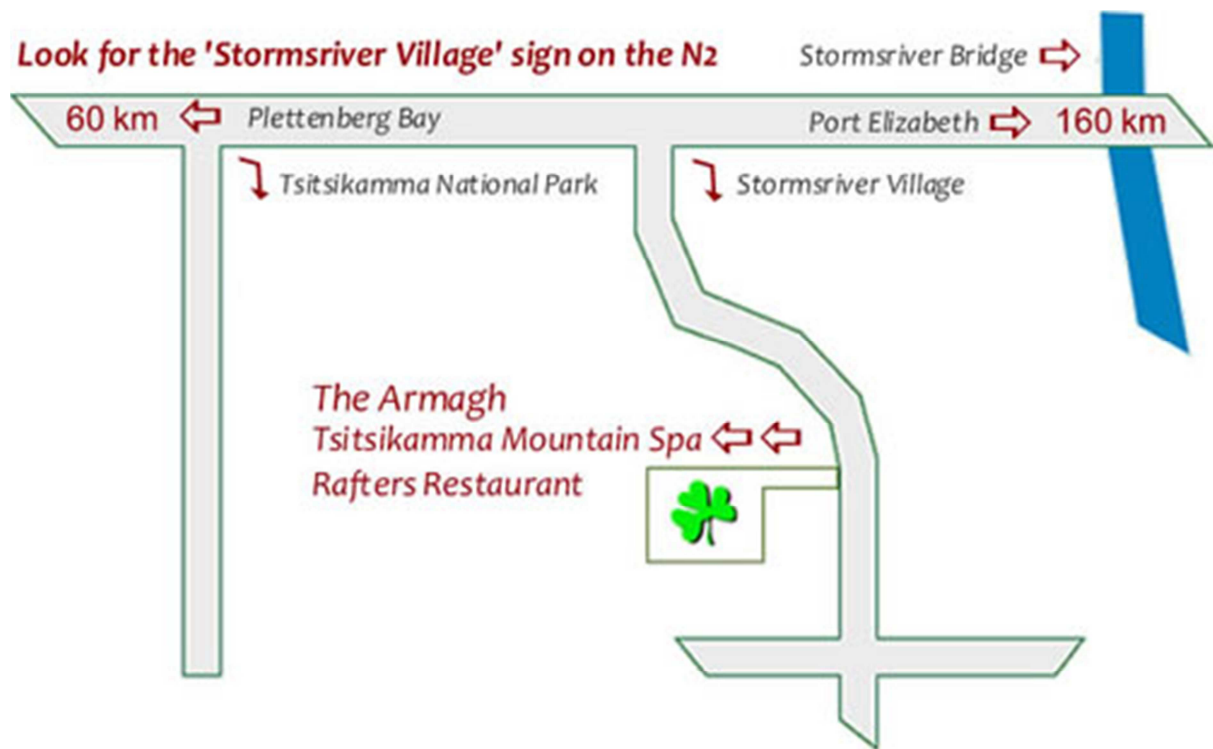 Look for the 'Stormsriver Village' sign on the N2
Stormsriver Bridge
60 km
Plettenberg Bay
Port Elizabeth
160 km
Tsitsikamma National Park
Stormsriver Village
The Armagh
Tsitsikamma Mountain Spa
Rafters Restaurant